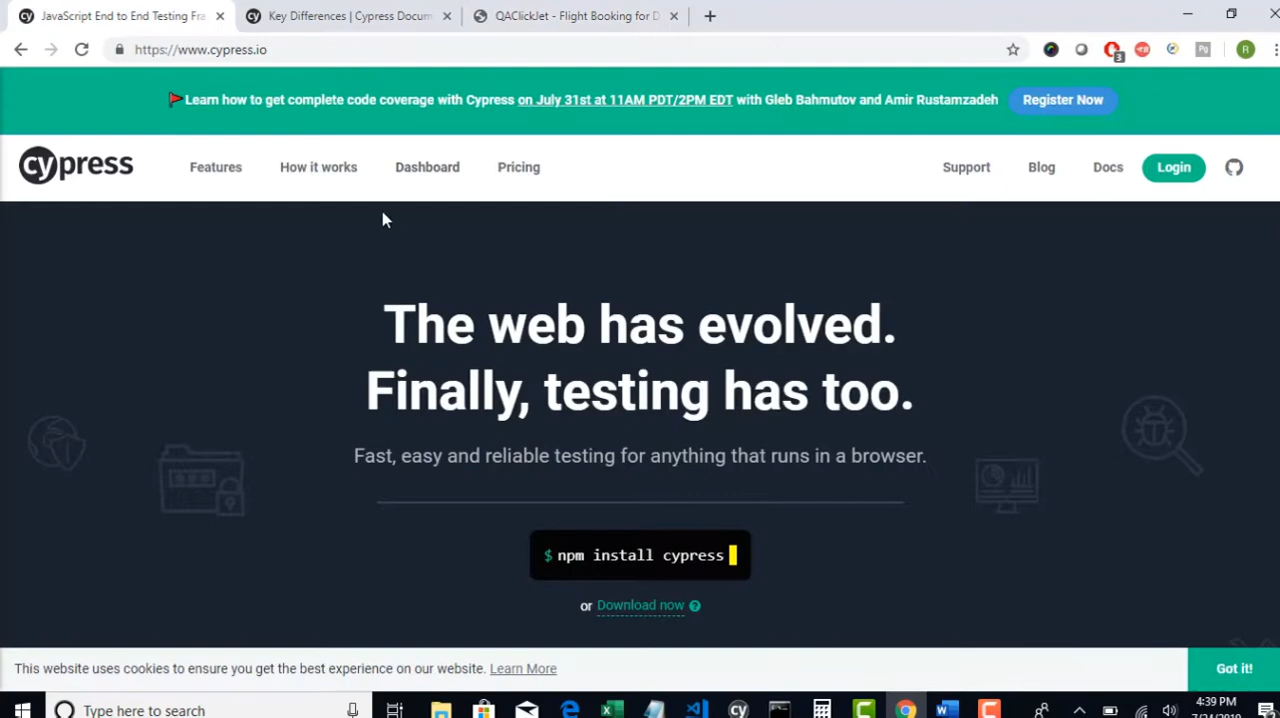 JavaScript End to End Testing Fra
Key Differences | Cypress Docum
QAClickJet - Flight Booking for D
https://www.cypress.io
3
R
Learn how to get complete code coverage with Cypress on July 31st at 11AM PDT/2PM EDT with Gleb Bahmutov and Amir Rustamzadeh
Register Now
cypress
Features
How it works
Dashboard
Pricing
Support
Blog
Docs
Login
The web has evolved.
Finally, testing has too.
Fast, easy and reliable testing for anything that runs in a browser.
$ npm install cypress
or Download now ?
This website uses cookies to ensure you get the best experience on our website. Learn More
Got it!
Type here to search
4:39 PM